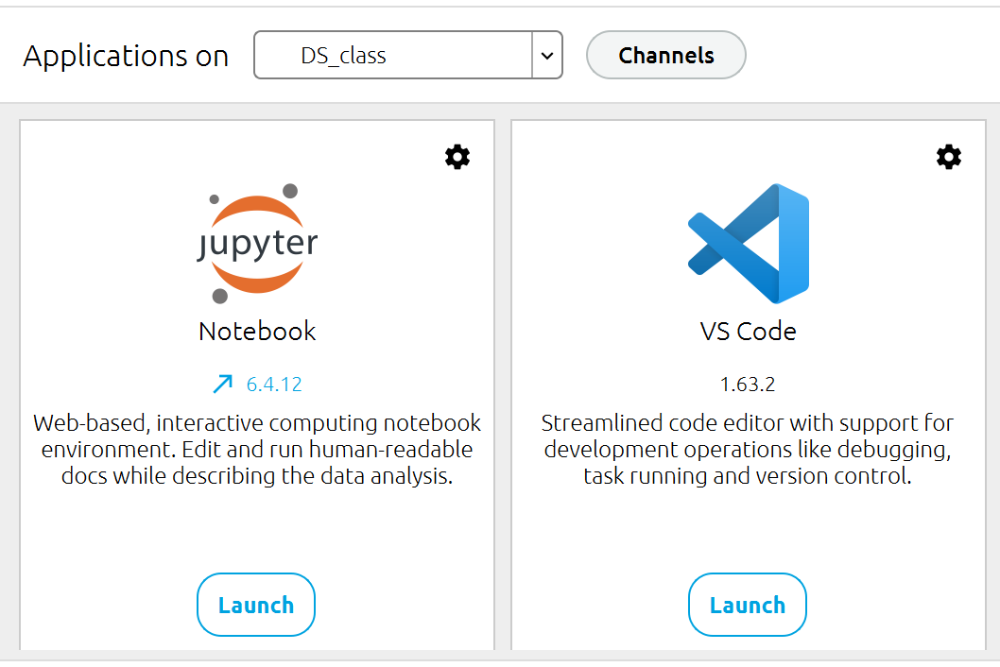 Applications on DS_class Channels
jupyter
Notebook
6.4.12
Web-based, interactive computing notebook
environment. Edit and run human-readable
docs while describing the data analysis.
Launch
VS Code
1.63.2
Streamlined code editor with support for
development operations like debugging,
task running and version control.
Launch